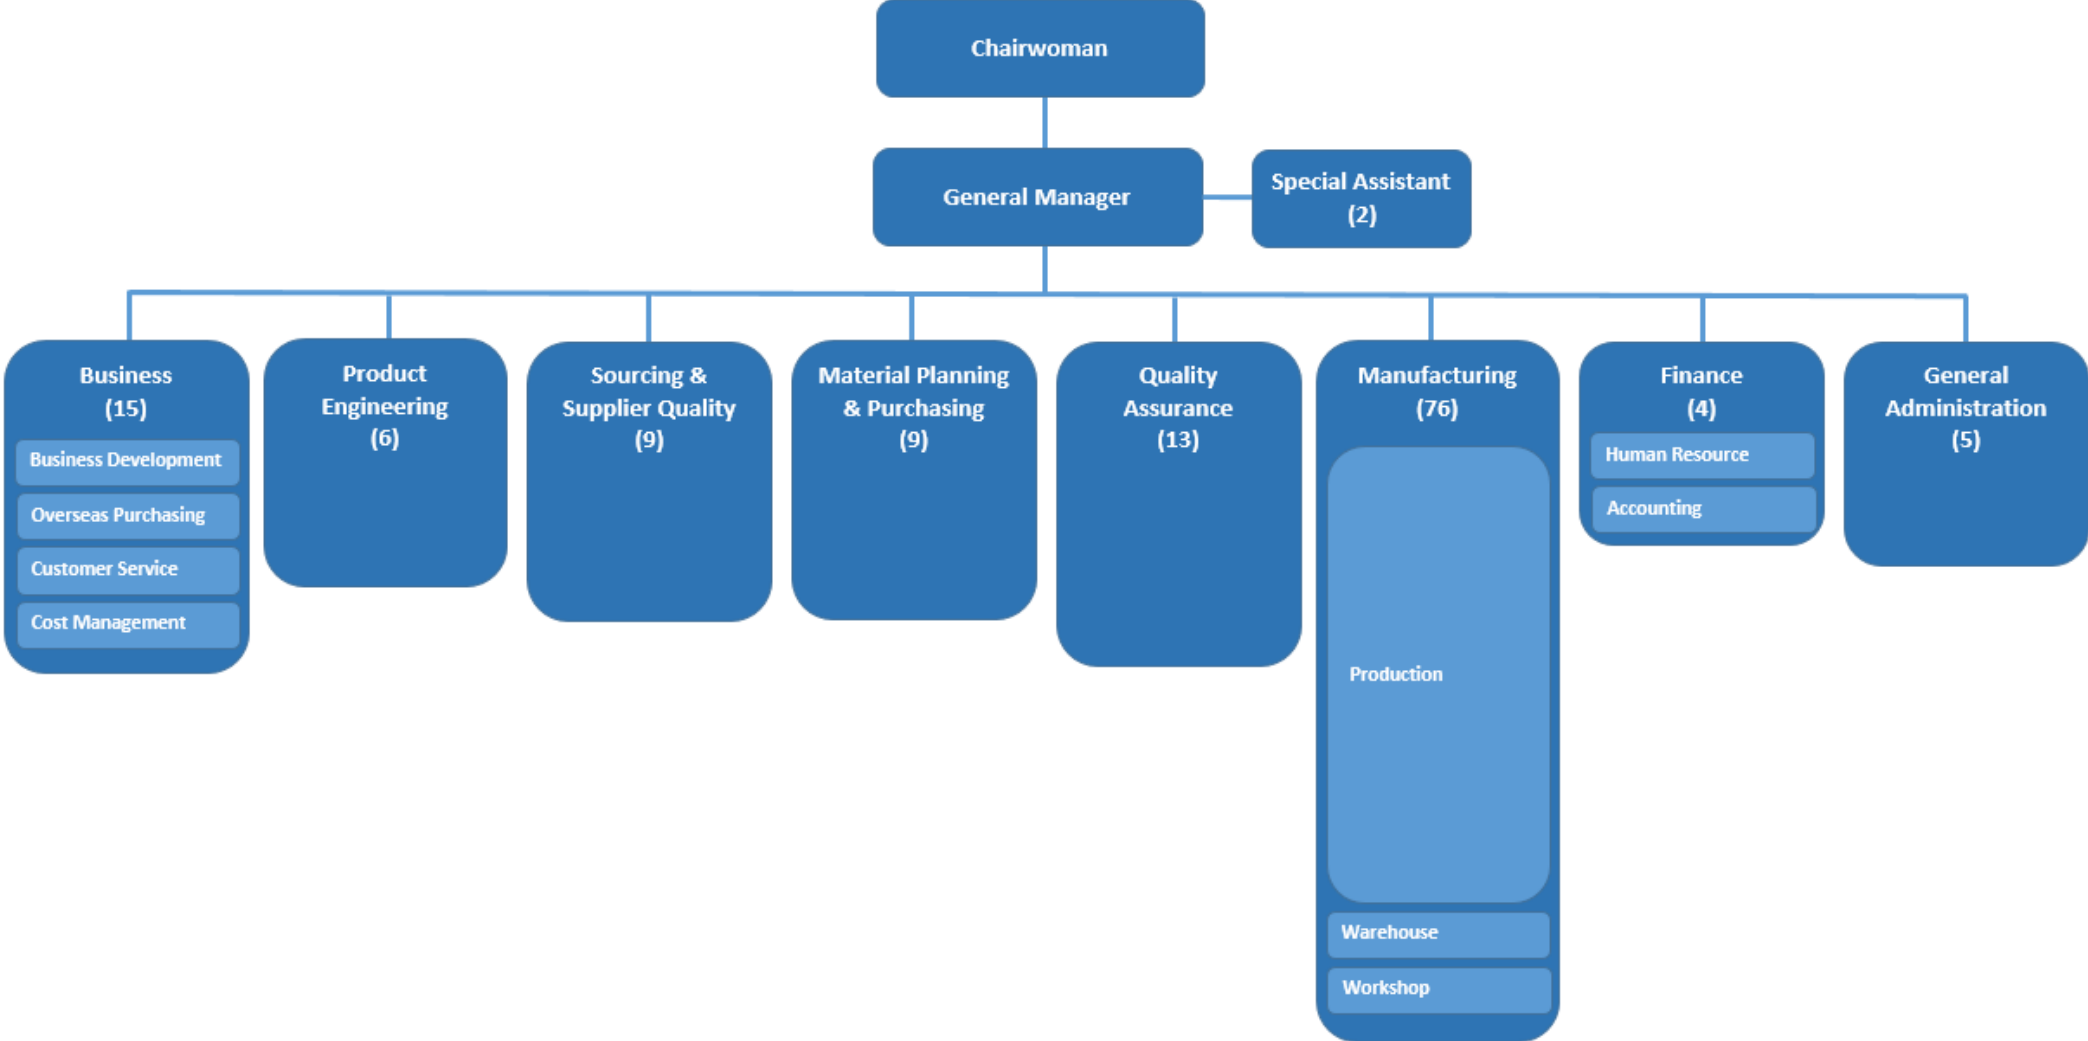 Chairwoman
General Manager
Special Assistant
(2)
Business
(15)
Business Development
Overseas Purchasing
Customer Service
Cost Management
Product
Engineering
(6)
Sourcing &
Supplier Quality
(9)
Material Planning
& Purchasing
(9)
Quality
Assurance
(13)
Manufacturing
(76)
Production
Warehouse
Workshop
Finance
(4)
Human Resource
Accounting
General
Administration
(5)